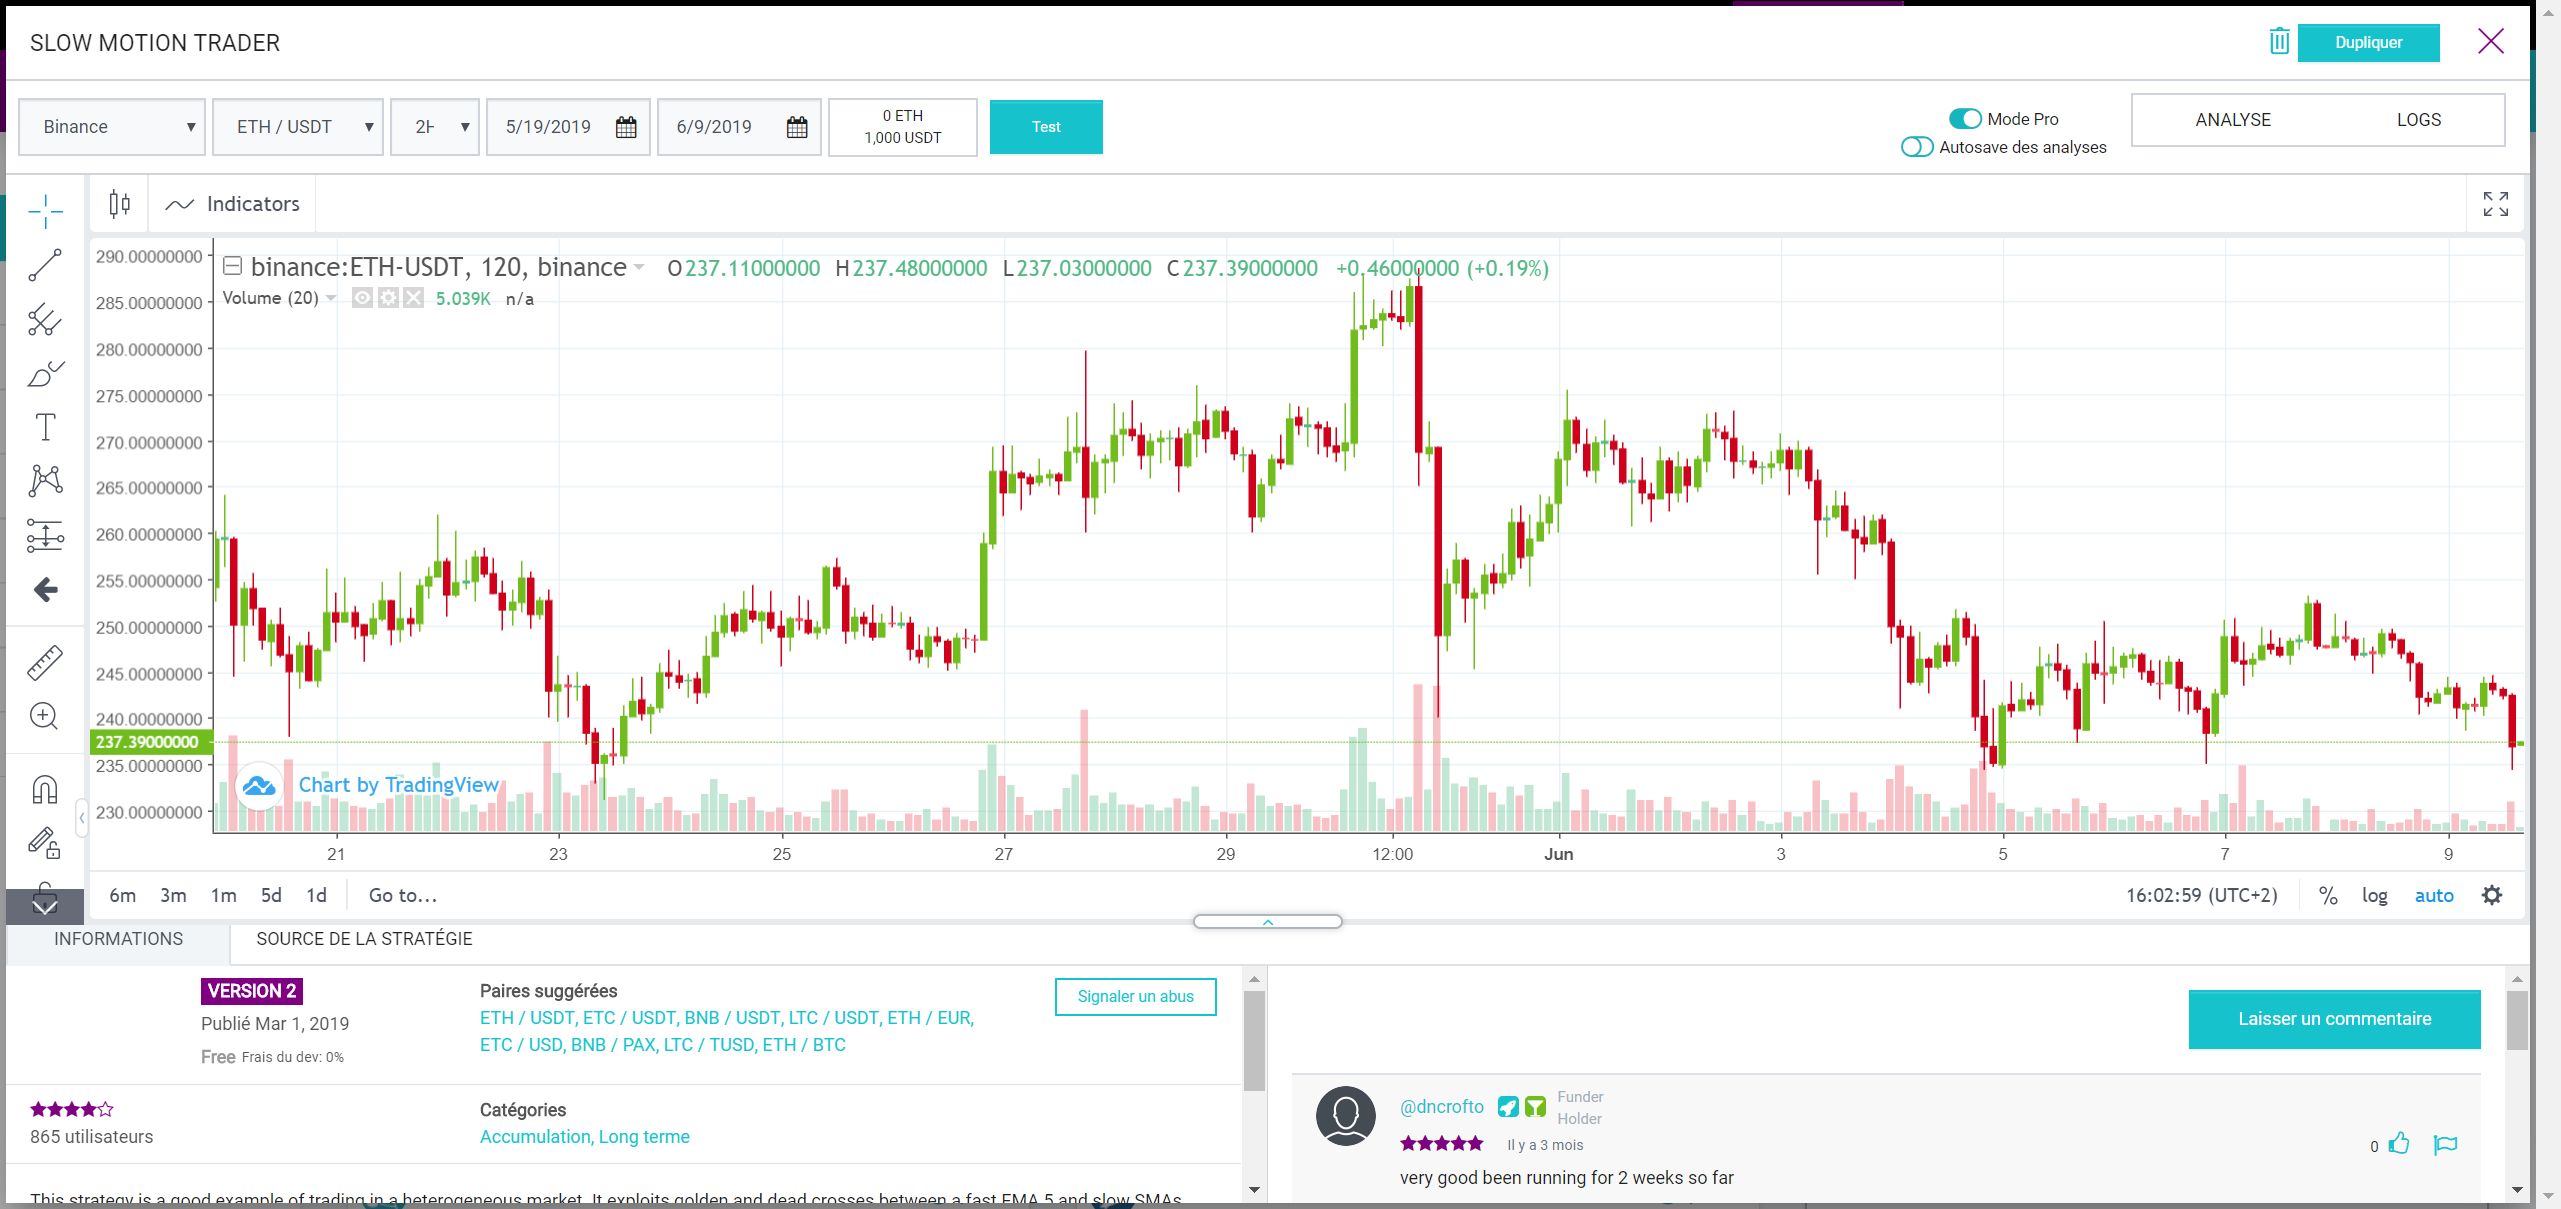 SLOW MOTION TRADER
Dupliquer
Binance
ETH / USDT
2H
5/19/2019
6/9/2019
0 ETH
1,000 USDT
Test
Mode Pro
Autosave des analyses
ANALYSE
LOGS
Indicators
binance:ETH-USDT, 120, binance O237.11000000 H237.48000000 L237.03000000 C237.39000000 +0.46000000 (+0.19%)
Volume (20) 5.039K n/a
290.00000000
285.00000000
280.00000000
275.00000000
270.00000000
265.00000000
260.00000000
255.00000000
250.00000000
245.00000000
240.00000000
237.39000000
235.00000000
230.00000000
Chart by TradingView
21 23 25 27 29 12:00 Jun 3 5 7 9
6m 3m 1m 5d 1d Go to...
16:02:59 (UTC+2) % log auto
INFORMATIONS
SOURCE DE LA STRATÉGIE
VERSION 2
Publié Mar 1, 2019
Free Frais du dev: 0%
Paires suggérées
ETH / USDT, ETC / USDT, BNB / USDT, LTC / USDT, ETH / EUR,
ETC / USD, BNB / PAX, LTC / TUSD, ETH / BTC
Signaler un abus
865 utilisateurs
Catégories
Accumulation, Long terme
This strategy is a good example of trading in a heterogeneous market. It exploits golden and dead crosses between a fast EMA 5 and slow SMAs
Laisser un commentaire
@dncrofto
Funder
Holder
Il y a 3 mois
0
very good been running for 2 weeks so far